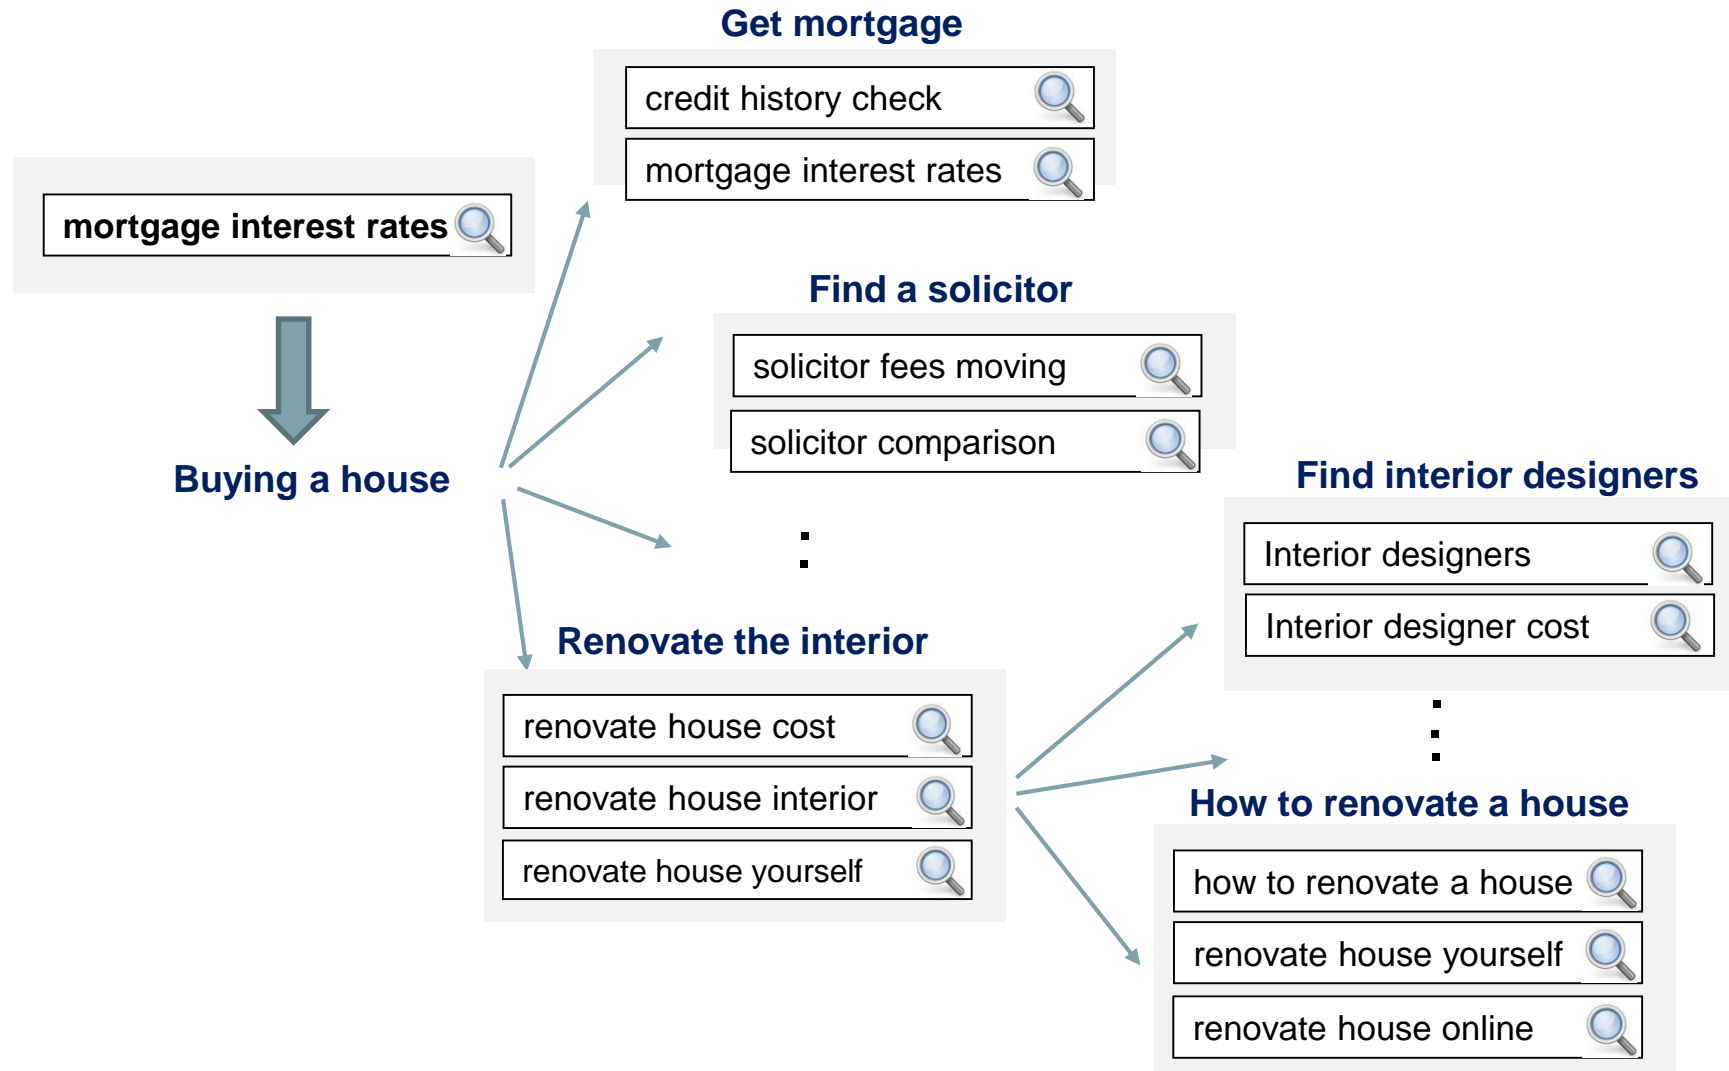 Get mortgage
credit history check
mortgage interest rates
mortgage interest rates
Find a solicitor
solicitor fees moving
solicitor comparison
Buying a house
Find interior designers
Interior designers
Interior designer cost
Renovate the interior
renovate house cost
renovate house interior
renovate house yourself
How to renovate a house
how to renovate a house
renovate house yourself
renovate house online